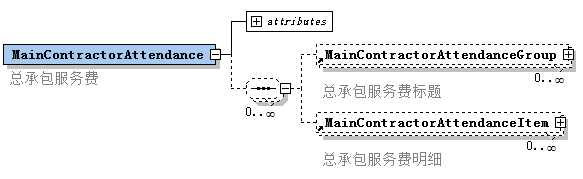 attributes
MainContractorAttendance
总承包服务费
0..∞
MainContractorAttendanceGroup
0..∞
总承包服务费标题
MainContractorAttendanceItem
0..∞
总承包服务费明细